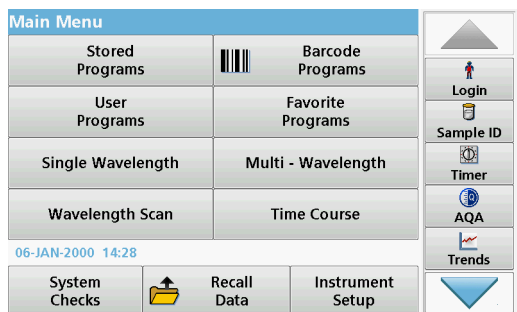 Main Menu
Stored
Programs
Barcode
Programs
User
Programs
Favorite
Programs
Single Wavelength
Multi - Wavelength
Wavelength Scan
Time Course
06-JAN-2000 14:28
System
Checks
Recall
Data
Instrument
Setup
Login
Sample ID
Timer
AQA
Trends